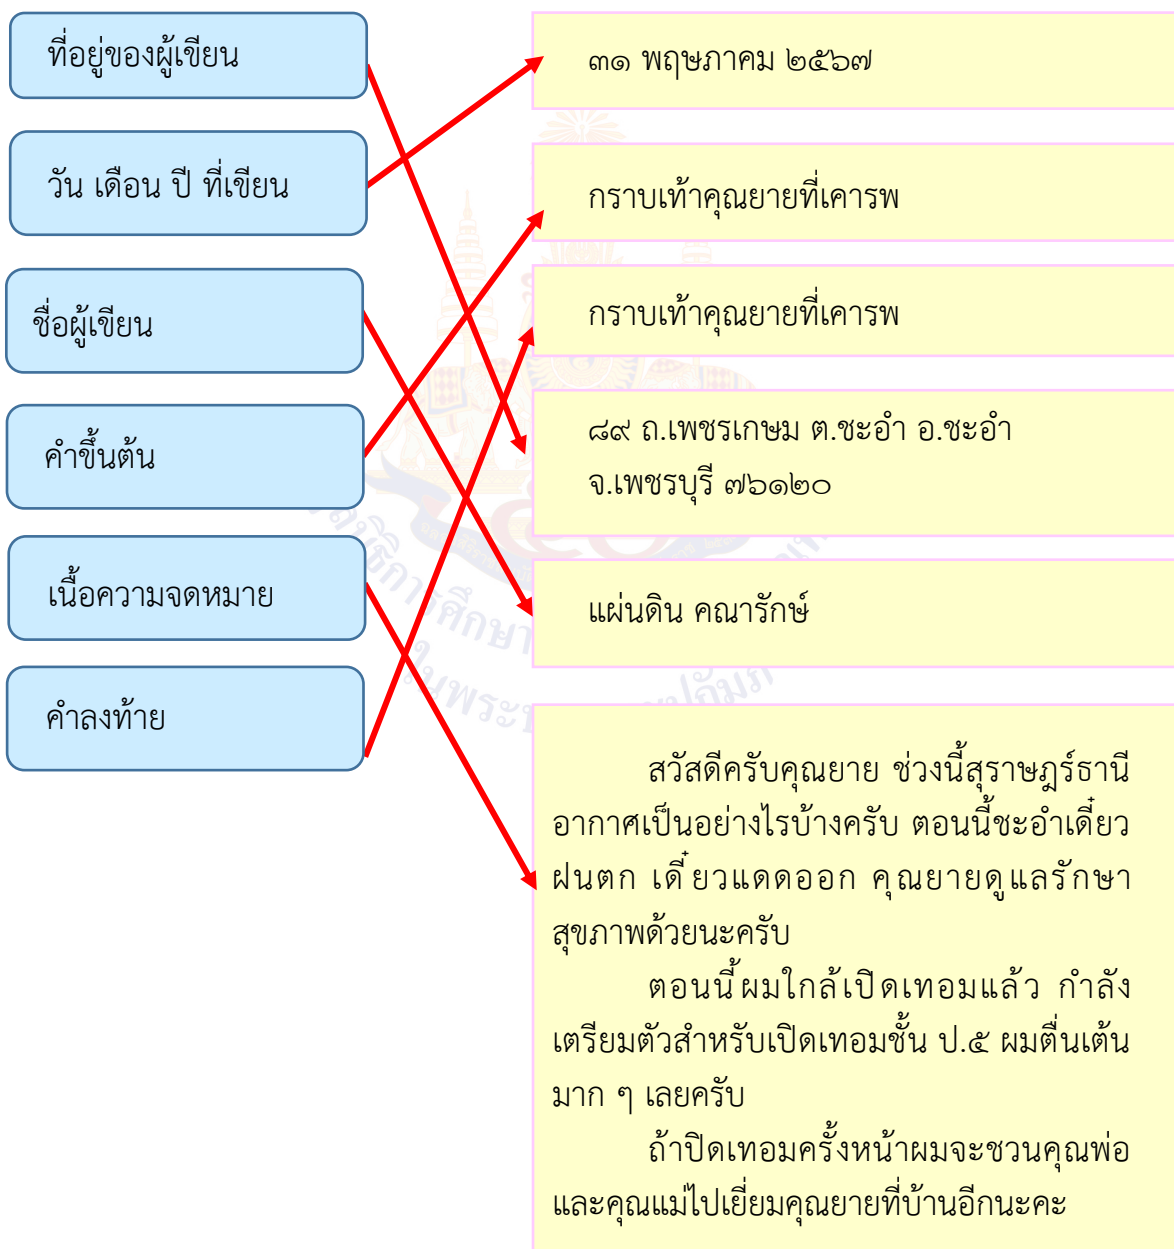 ที่อยู่ของผู้เขียน
วัน เดือน ปี ที่เขียน
ชื่อผู้เขียน
คำขึ้นต้น
เนื้อความจดหมาย
คำลงท้าย
๓๑ พฤษภาคม ๒๕๖๗
กราบเท้าคุณยายที่เคารพ
กราบเท้าคุณยายที่เคารพ
๘๙ ถ.เพชรเกษม ต.ชะอำ อ.ชะอำ
จ.เพชรบุรี ๗๖๑๒๐
แผ่นดิน คณารักษ์
สวัสดีครับคุณยาย ช่วงนี้สุราษฎร์ธานี
อากาศเป็นอย่างไรบ้างครับ ตอนนี้ชะอำเดี๋ยว
ฝนตก เดี๋ยวแดดออก คุณยายดูแลรักษา
สุขภาพด้วยนะครับ
ตอนนี้ผมใกล้เปิดเทอมแล้ว กำลัง
เตรียมตัวสำหรับเปิดเทอมชั้น ป.๕ ผมตื่นเต้น
มาก ๆ เลยครับ
ถ้าปิดเทอมครั้งหน้าผมจะชวนคุณพ่อ
และคุณแม่ไปเยี่ยมคุณยายที่บ้านอีกนะคะ